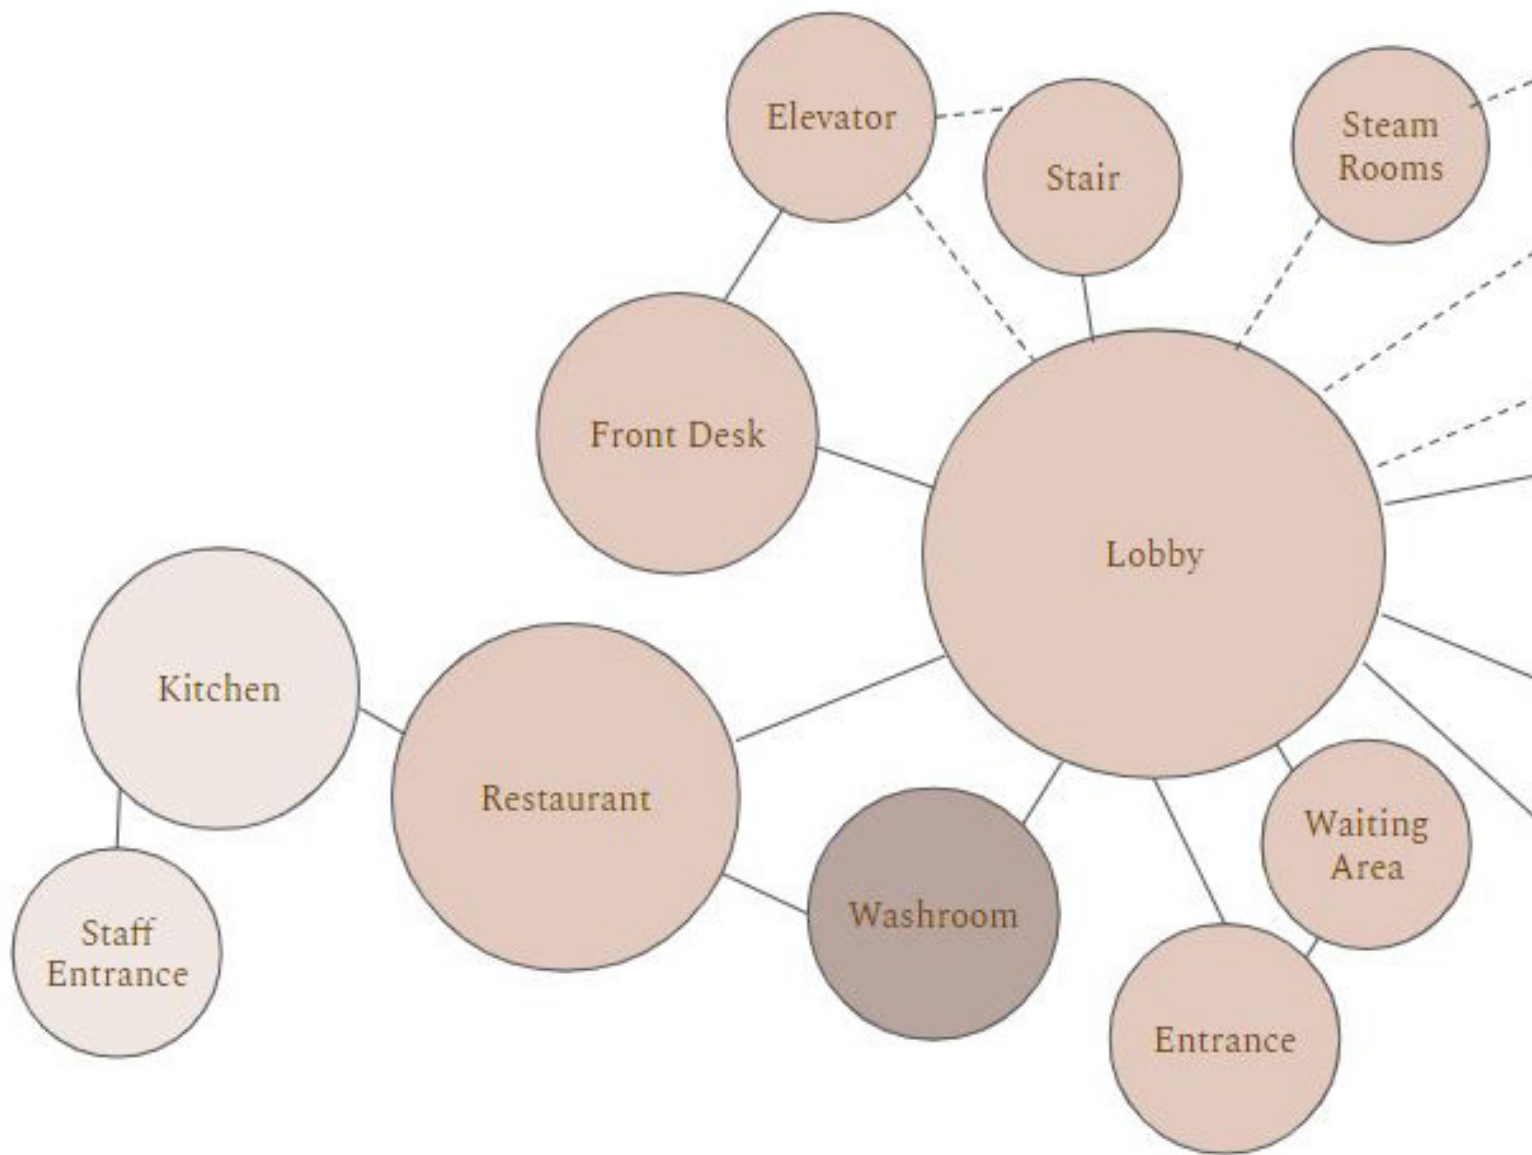 Elevator
Stair
Steam
Rooms
Front Desk
Lobby
Kitchen
Restaurant
Waiting
Area
Washroom
Staff
Entrance
Entrance